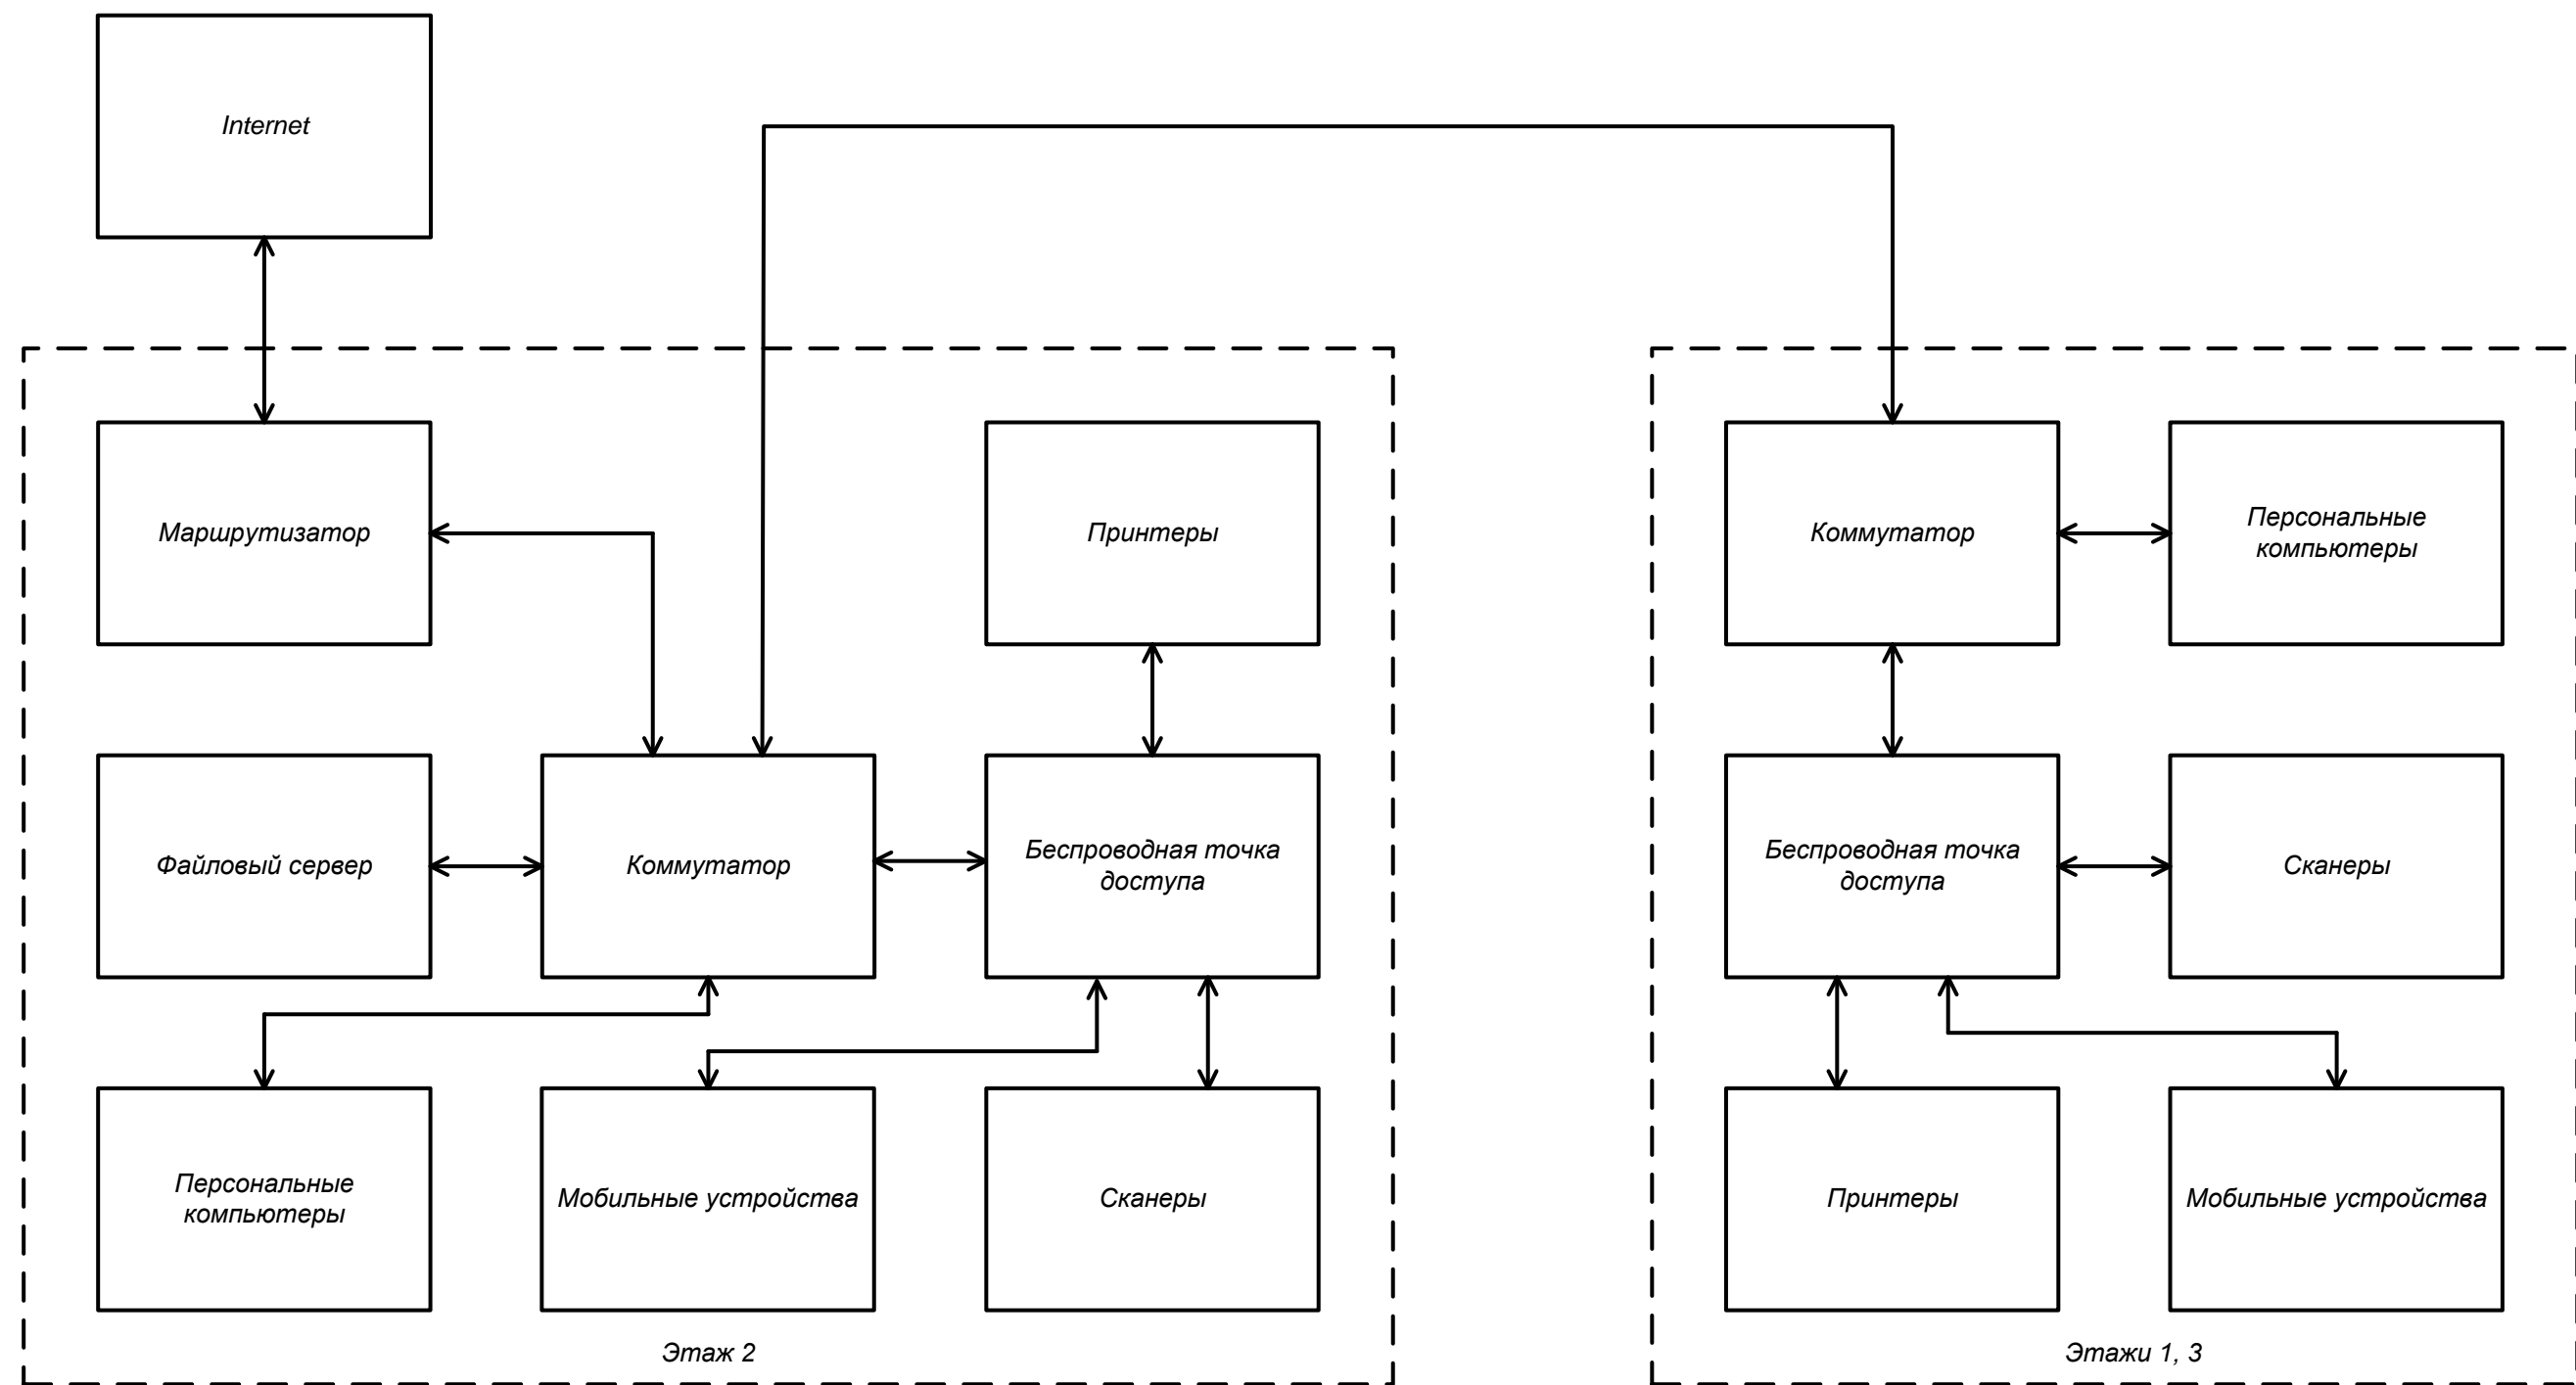 Internet
Маршрутизатор
Принтеры
Коммутатор
Персональные
компьютеры
Файловый сервер
Коммутатор
Беспроводная точка
доступа
Беспроводная точка
доступа
Сканеры
Персональные
компьютеры
Мобильные устройства
Сканеры
Принтеры
Мобильные устройства
Этаж 2
Этажи 1, 3